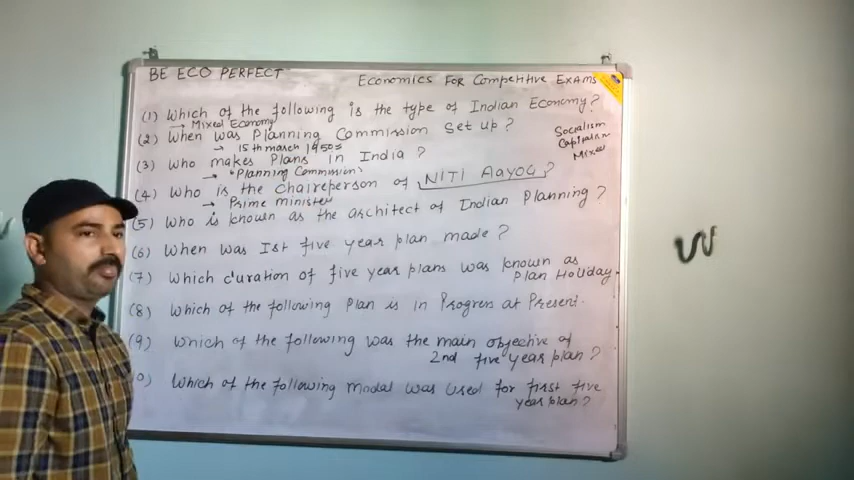 BE ECO PERFECT
Economics For Competitive Exams
(1) Which of the following is the type of Indian Economy?
→ Mixed Economy
(2) When was Planning Commission set up?
→ 15th march 1950s
Socialism
Capitalism
Mixed
(3) Who makes Plans in India?
→ "Planning Commission"
(4) Who is the Chaireperson of NITI Aayog?
→ Prime minister
(5) Who is known as the architect of Indian Planning?
(6) When was Ist five year plan made?
(7) Which duration of five year plans was known as
Plan Holiday.
(8) Which of the following Plan is in Progress at Present.
(9) Which of the following was the main objective of
2nd five year plan?
0) Which of the following modal was used for first five
year plan?